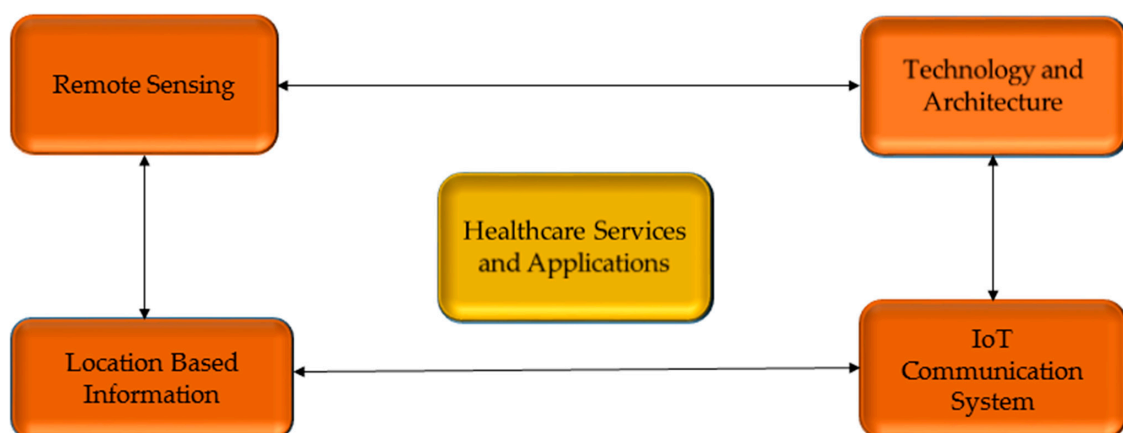 Remote Sensing
Technology and
Architecture
Healthcare Services
and Applications
Location Based
Information
IoT
Communication
System